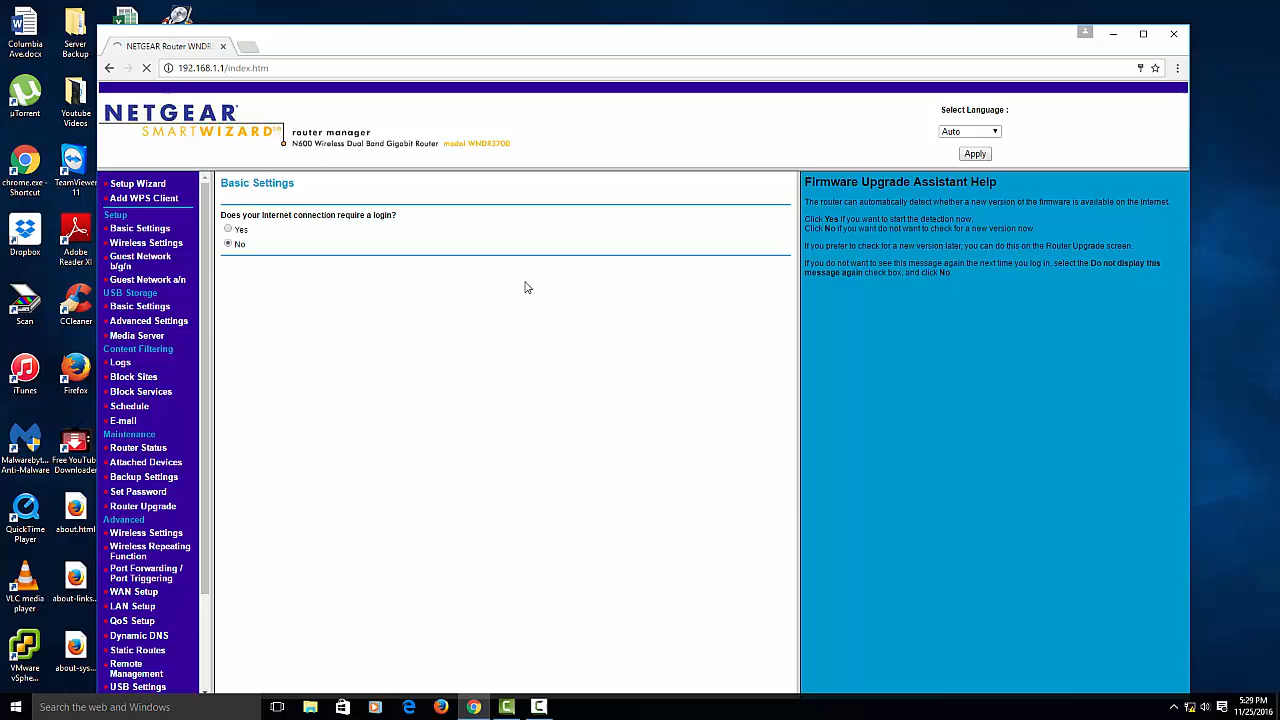 Columbia
Ave.docx
Server
Backup
µTorrent
Youtube
Videos
chrome.exe -
Shortcut
TeamViewer
11
Dropbox
Adobe
Reader XI
Scan
CCleaner
iTunes
Firefox
Malwareby...
Anti-Malware
Free YouTu...
Downloader
QuickTime
Player
about.html
VLC media
player
about-links...
VMware
vSphe...
about-sy...
NETGEAR Router WNDR
192.168.1.1/index.htm
NETGEAR®
SMARTWIZARD™
router manager
N600 Wireless Dual Band Gigabit Router model WNDR3700
Select Language :
Auto
Apply
Setup Wizard
Add WPS Client
Setup
Basic Settings
Wireless Settings
Guest Network
b/g/n
Guest Network a/n
USB Storage
Basic Settings
Advanced Settings
Media Server
Content Filtering
Logs
Block Sites
Block Services
Schedule
E-mail
Maintenance
Router Status
Attached Devices
Backup Settings
Set Password
Router Upgrade
Advanced
Wireless Settings
Wireless Repeating
Function
Port Forwarding /
Port Triggering
WAN Setup
LAN Setup
QoS Setup
Dynamic DNS
Static Routes
Remote
Management
USB Settings
Basic Settings
Does your Internet connection require a login?
Yes
No
Firmware Upgrade Assistant Help
The router can automatically detect whether a new version of the firmware is available on the Internet.
Click Yes if you want to start the detection now.
Click No if you want do not want to check for a new version now.
If you prefer to check for a new version later, you can do this on the Router Upgrade screen.
If you do not want to see this message again the next time you log in, select the Do not display this
message again check box, and click No.
Search the web and Windows
5:29 PM
11/25/2016